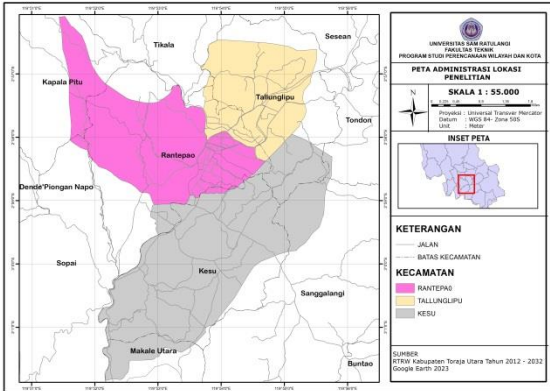 UNIVERSITAS SAM RATULANGI
FAKULTAS TEKNIK
PROGRAM STUDI PERENCANAAN WILAYAH DAN KOTA
PETA ADMINISTRASI LOKASI
PENELITIAN
N
SKALA 1 : 55.000
Proyeksi : Universal Transver Mercator
Datum : WGS 84- Zona 50S
Unit : Meter
INSET PETA
KETERANGAN
JALAN
BATAS KECAMATAN
KECAMATAN
RANTEPAO
TALLUNGLIPU
KESU
SUMBER
RTRW Kabupaten Toraja Utara Tahun 2012 - 2032
Google Earth 2023
Sesean
Tikala
Kapala Pitu
Tallunglipu
Tondon
Rantepao
Dende'Piongan Napo
Sopai
Kesu
Sanggalangi
Makale Utara
Buntao